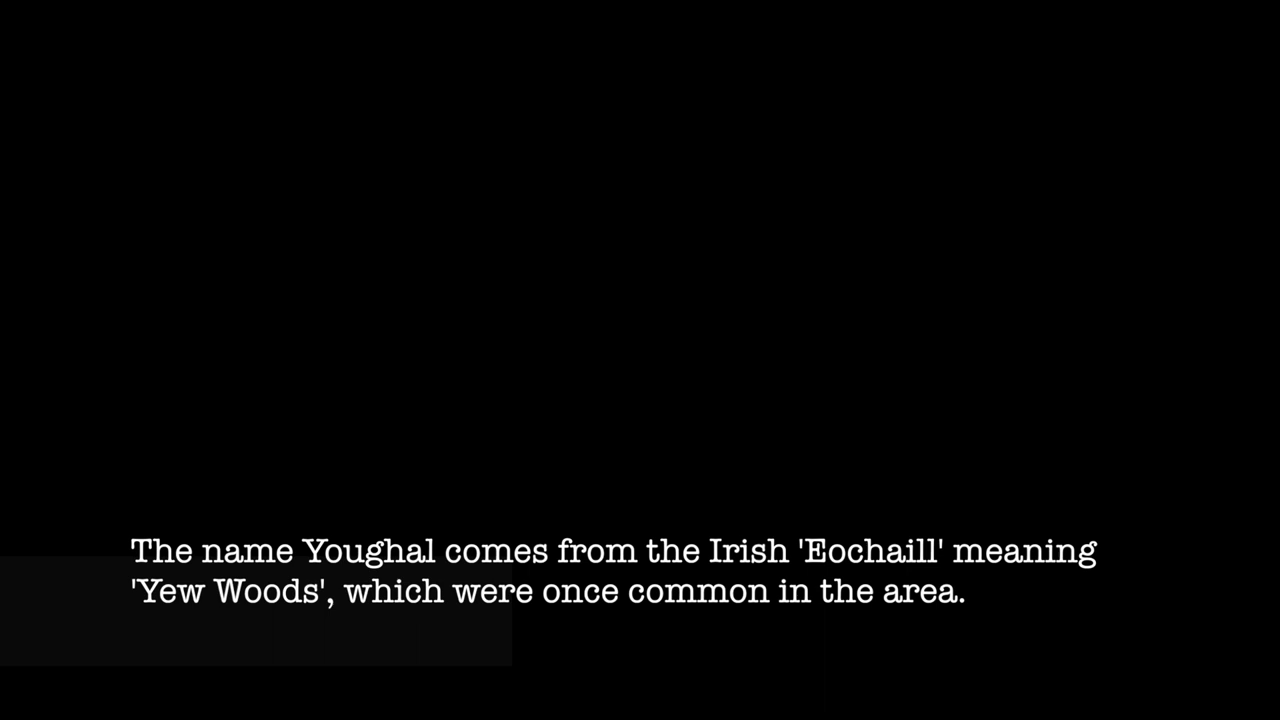 The name Youghal comes from the Irish 'Eochaill' meaning
'Yew Woods', which were once common in the area.